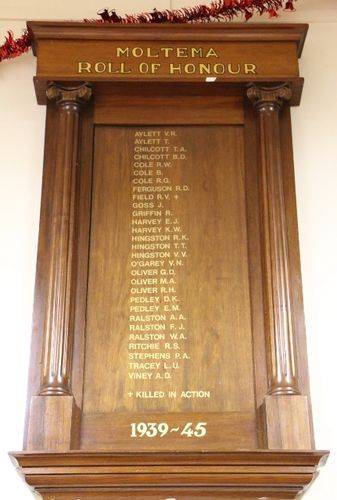 MOLTEMA
ROLL OF HONOUR
AYLETT V.R.
AYLETT T.
CHILCOTT T.A.
CHILCOTT B.D.
COLE R.W.
COLE B.
COLE R.G.
FERGUSON R.D.
FIELD R.V. +
GOSS J.
GRIFFIN R.
HARVEY E.J.
HARVEY K.W.
HINGSTON R.K.
HINGSTON T.T.
HINGSTON V.V.
O'GAREY V.N.
OLIVER G.D.
OLIVER M.A.
OLIVER R.H.
PEDLEY D.K.
PEDLEY E.M.
RALSTON A.A.
RALSTON F.J.
RALSTON W.A.
RITCHIE R.S.
STEPHENS P.A.
TRACEY L.U.
VINEY A.D.
+ KILLED IN ACTION
1939~45